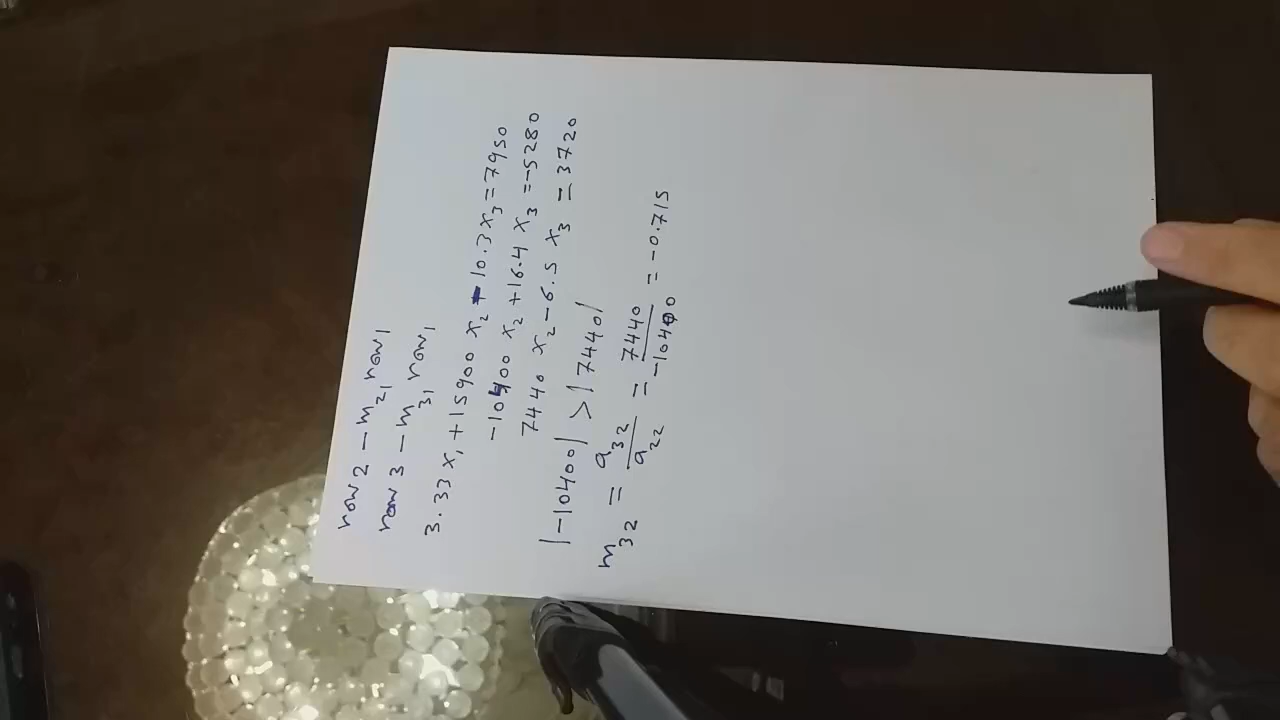 row 2 - m21 row 1
row 3 - m31 row 1
3.33 x1 + 15900 x2 - 10.3 x3 = 7950
-10400 x2 + 16.4 x3 = -5280
7440 x2 - 6.5 x3 - 3720
|-10400| > |7440|
m32 = a32/a22 = 7440/-10400 = -0.715